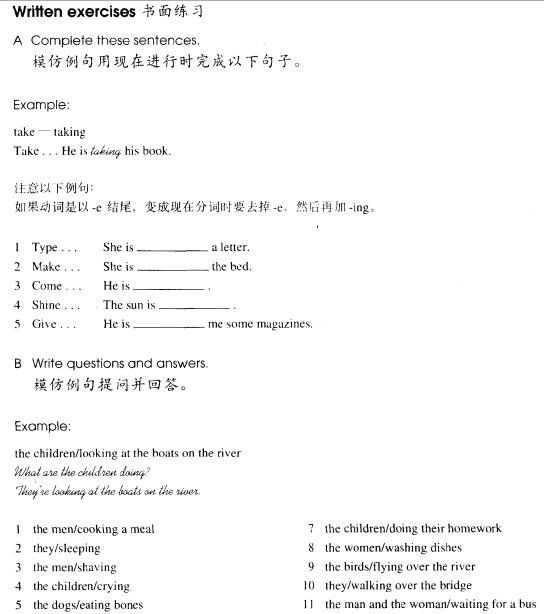 Written exercises 书面练习
A Complete these sentences.
模仿例句用现在进行时完成以下句子。
Example:
take — taking
Take . . . He is taking his book.
注意以下例句:
如果动词是以 -e 结尾，变成现在分词时要去掉 -e，然后再加 -ing。
1 Type . . . She is ________ a letter.
2 Make . . . She is ________ the bed.
3 Come . . . He is ________ .
4 Shine . . . The sun is ________ .
5 Give . . . He is ________ me some magazines.
B Write questions and answers.
模仿例句提问并回答。
Example:
the children/looking at the boats on the river
What are the children doing?
They're looking at the boats on the river.
1 the men/cooking a meal
2 they/sleeping
3 the men/shaving
4 the children/crying
5 the dogs/eating bones
7 the children/doing their homework
8 the women/washing dishes
9 the birds/flying over the river
10 they/walking over the bridge
11 the man and the woman/waiting for a bus